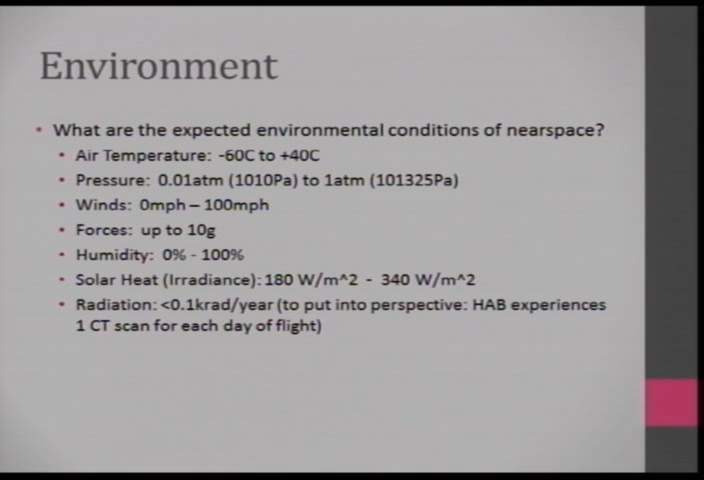 Environment
• What are the expected environmental conditions of nearspace?
• Air Temperature: -60C to +40C
• Pressure: 0.01atm (1010Pa) to 1atm (101325Pa)
• Winds: 0mph – 100mph
• Forces: up to 10g
• Humidity: 0% - 100%
• Solar Heat (Irradiance): 180 W/m^2 - 340 W/m^2
• Radiation: <0.1krad/year (to put into perspective: HAB experiences
1 CT scan for each day of flight)